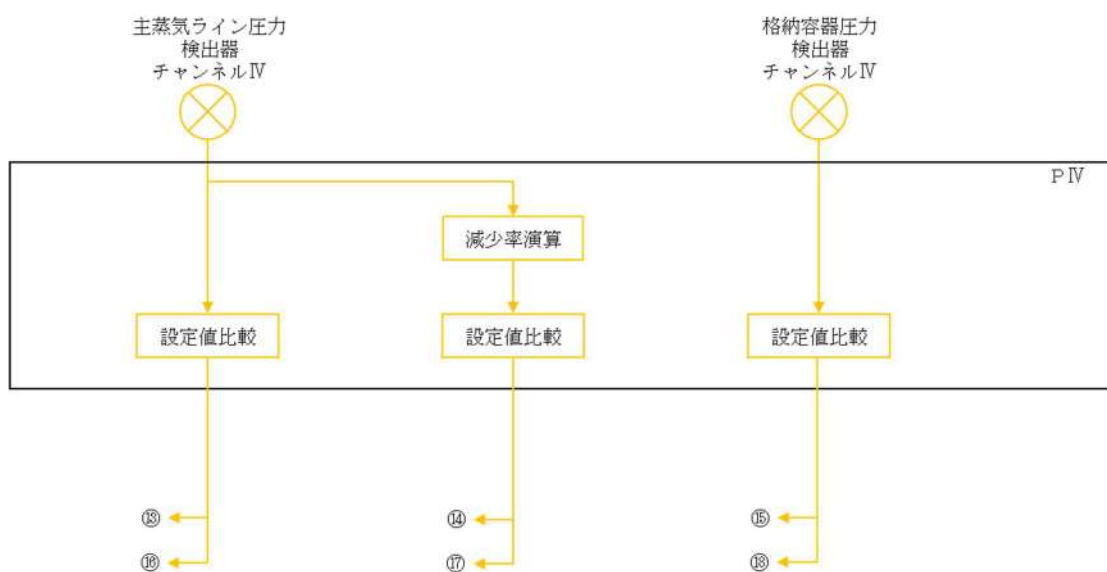 主蒸気ライン圧力
検出器
チャンネルⅣ
格納容器圧力
検出器
チャンネルⅣ
ＰⅣ
減少率演算
設定値比較
設定値比較
設定値比較
⑬
⑭
⑮
⑯
⑰
⑱